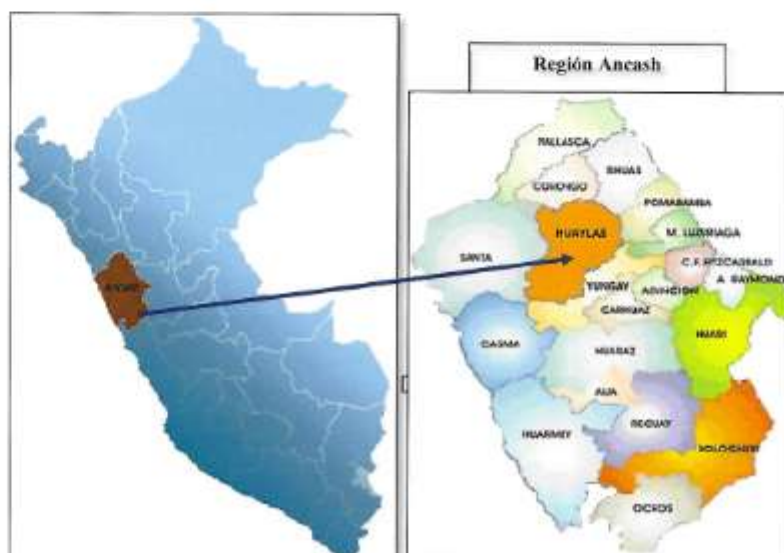 Región Ancash
PALLASCA
SIHUAS
CORONGO
POMABAMBA
HUAYLAS
M. LUZURIAGA
SANTA
C.F. FITZCARRALD
YUNGAY
ASUNCION
A. RAYMOND
CARHUAZ
CASMA
HUARAZ
HUARI
AIJA
HUARMEY
RECUAY
BOLOGNESI
OCROS